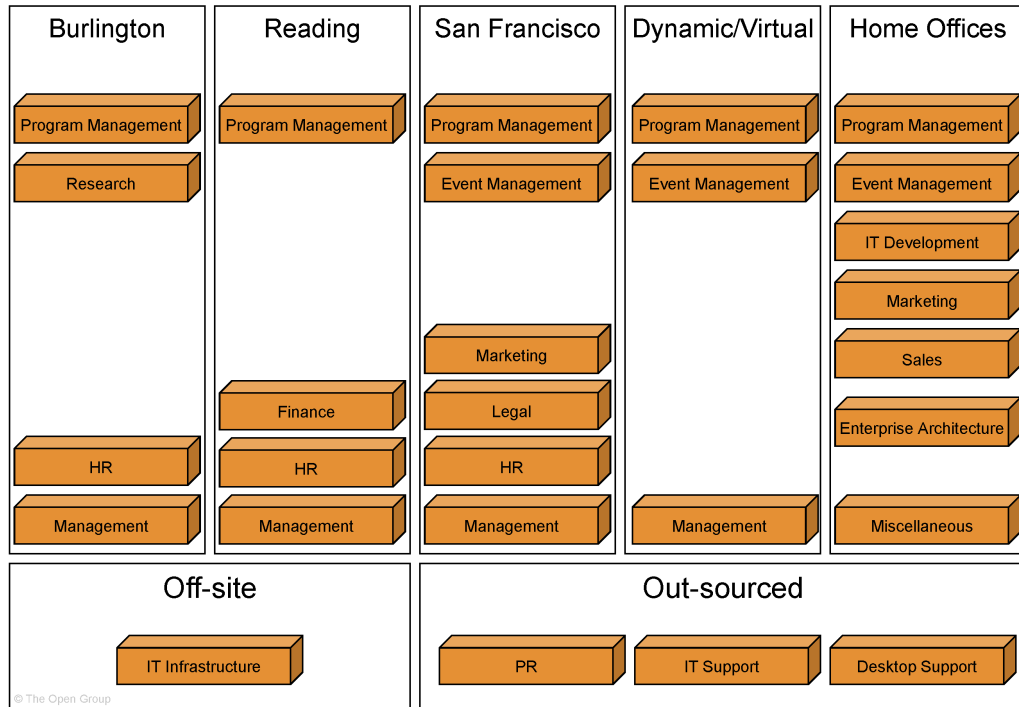 Burlington
Program Management
Research
HR
Management
Reading
Program Management
Finance
HR
Management
San Francisco
Program Management
Event Management
Marketing
Legal
HR
Management
Dynamic/Virtual
Program Management
Event Management
Management
Home Offices
Program Management
Event Management
IT Development
Marketing
Sales
Enterprise Architecture
Miscellaneous
Off-site
IT Infrastructure
© The Open Group
Out-sourced
PR
IT Support
Desktop Support